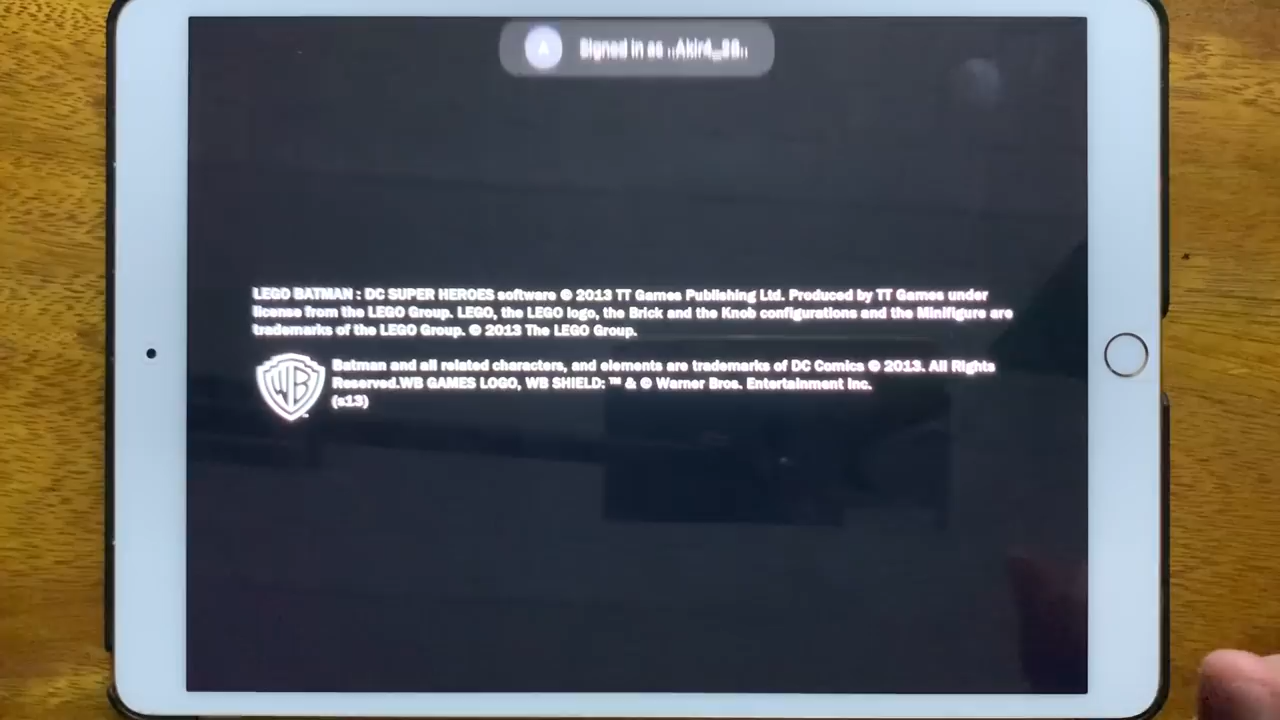 A
Signed in as
LEGO BATMAN : DC SUPER HEROES software © 2013 TT Games Publishing Ltd. Produced by TT Games under
license from the LEGO Group. LEGO, the LEGO logo, the Brick and the Knob configurations and the Minifigure are
trademarks of the LEGO Group. © 2013 The LEGO Group.
WB
Batman and all related characters, and elements are trademarks of DC Comics © 2013. All Rights
Reserved.WB GAMES LOGO, WB SHIELD: ™ & © Warner Bros. Entertainment Inc.
(s13)